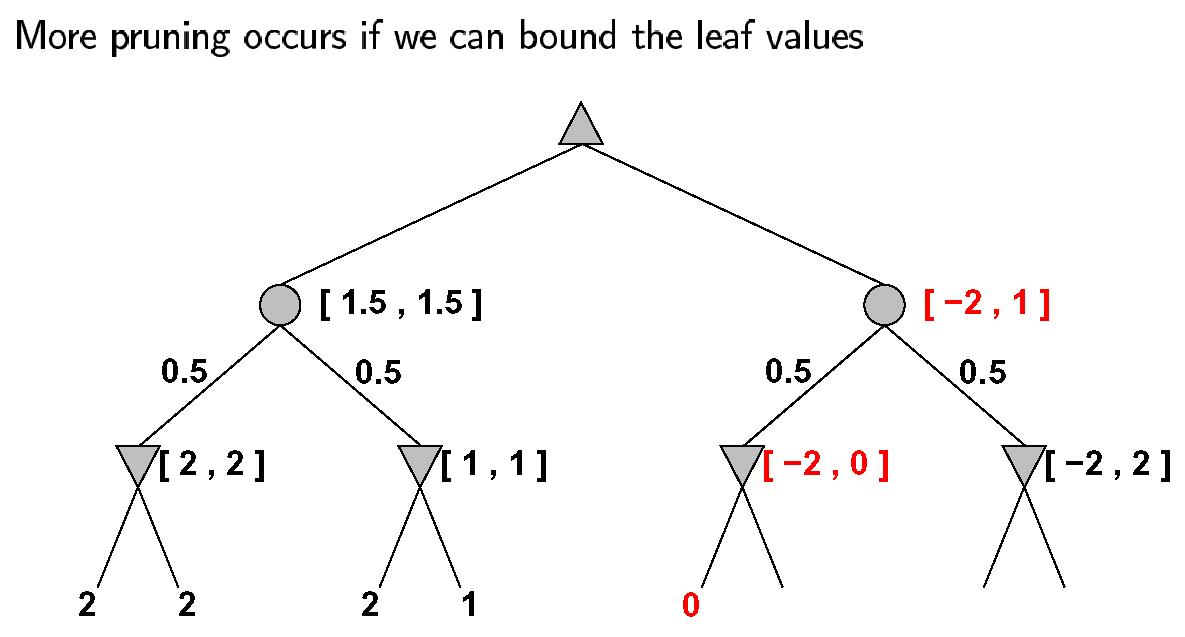 More pruning occurs if we can bound the leaf values
[ 1.5 , 1.5 ] [ −2 , 1 ]
0.5 0.5 0.5 0.5
[ 2 , 2 ] [ 1 , 1 ] [ −2 , 0 ] [ −2 , 2 ]
2 2 2 1 0